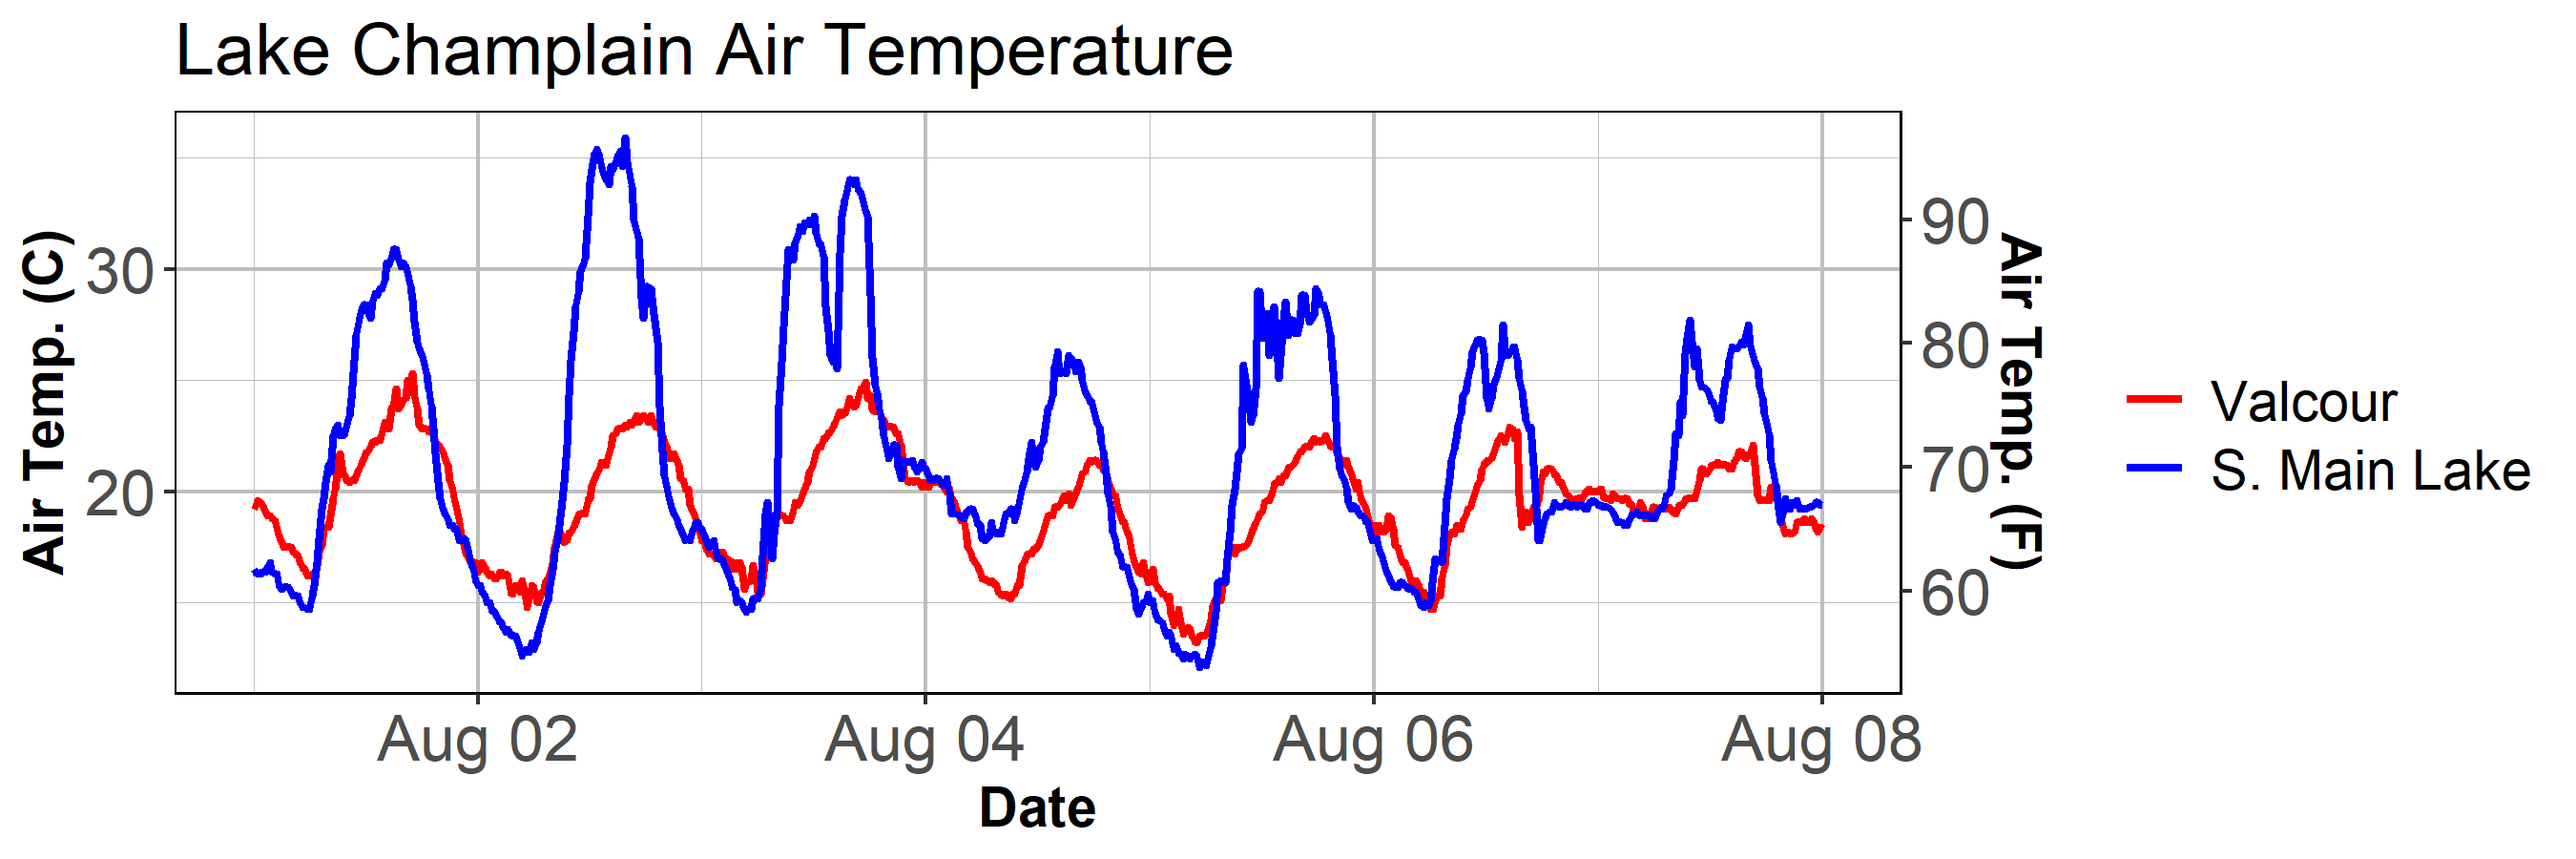 Lake Champlain Air Temperature
Air Temp. (C)
30
20
90
80
70
60
Air Temp. (F)
Valcour
S. Main Lake
Aug 02
Aug 04
Aug 06
Aug 08
Date